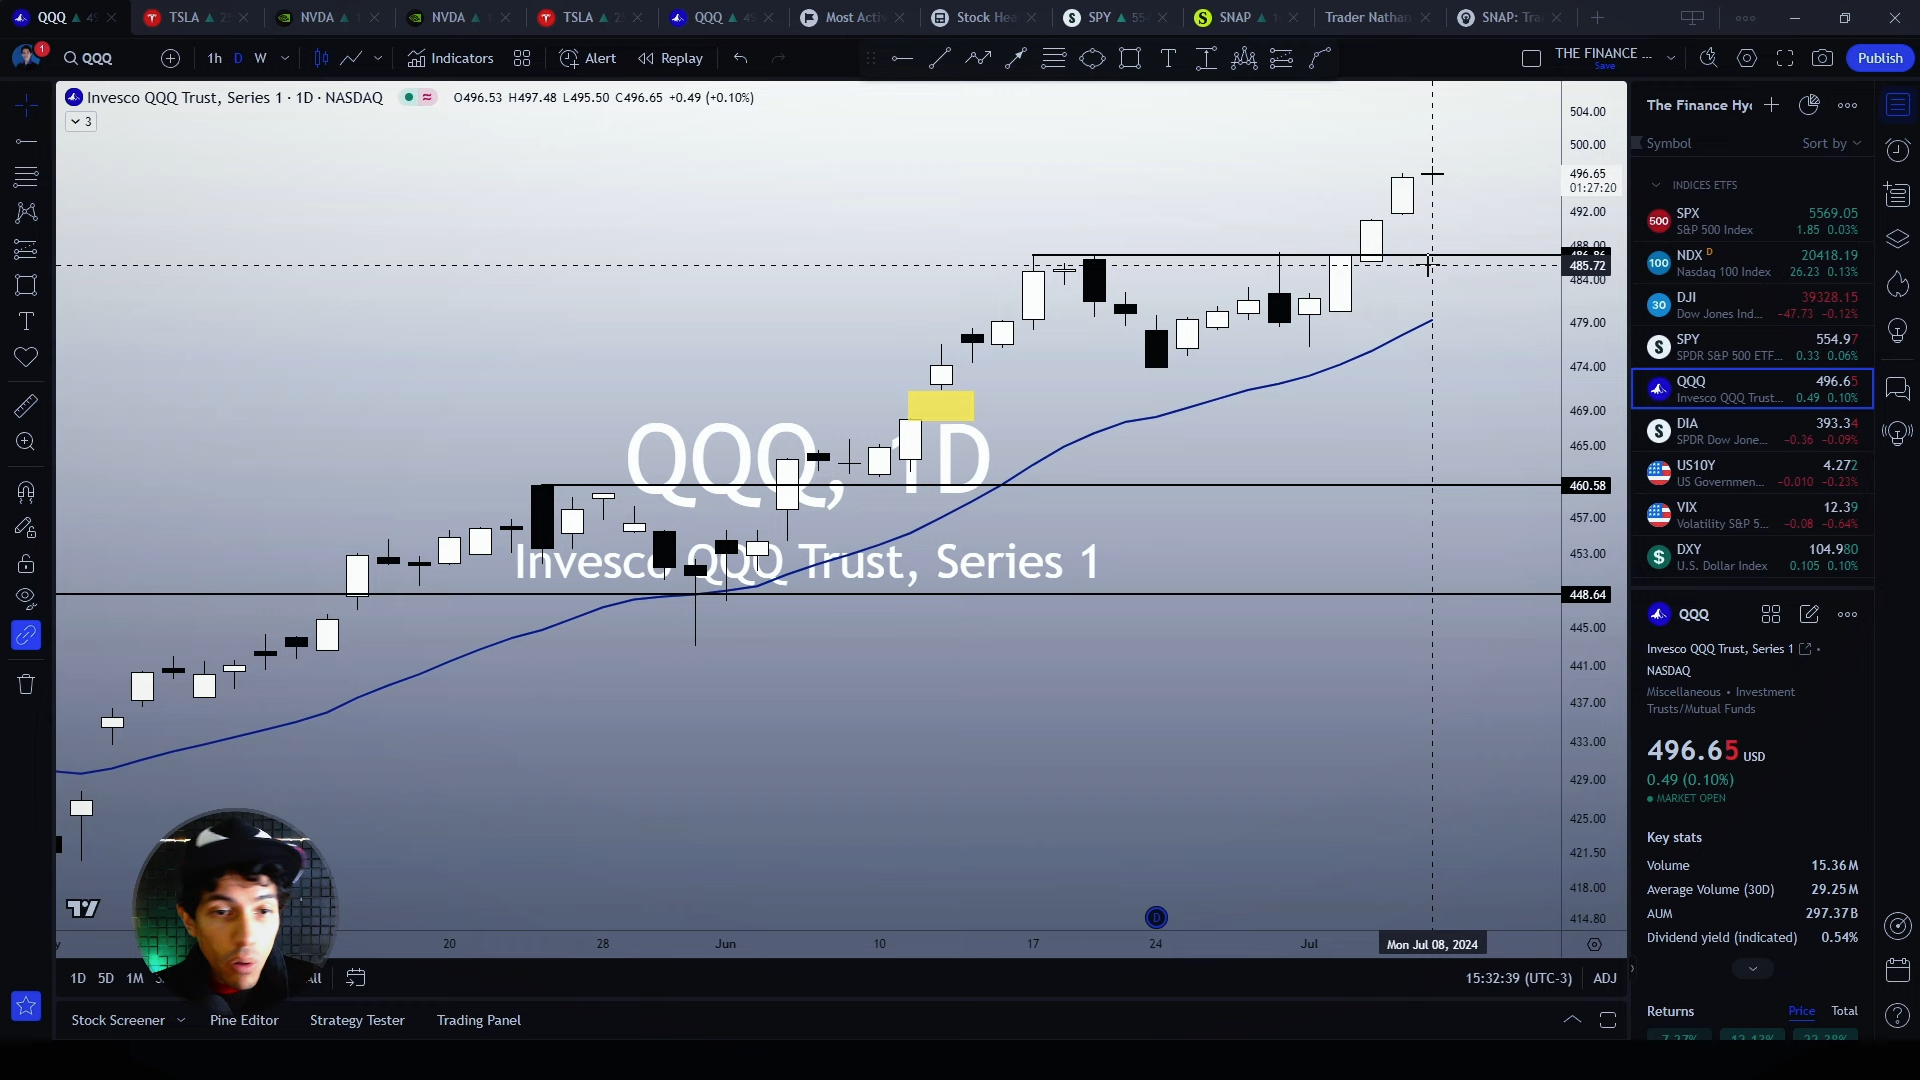 QQQ
TSLA
NVDA
NVDA
TSLA
QQQ
Most Activ
Stock Hea
SPY
SNAP
Trader Nathan
SNAP: Tra
1
QQQ
1h
D
W
Indicators
Alert
Replay
THE FINANCE ...
Save
Publish
Invesco QQQ Trust, Series 1 · 1D · NASDAQ
O496.53 H497.48 L495.50 C496.65 +0.49 (+0.10%)
3
QQQ, 1D
Invesco QQQ Trust, Series 1
504.00
500.00
496.65
01:27:20
492.00
488.00
485.72
484.00
479.00
474.00
469.00
465.00
460.58
457.00
453.00
448.64
445.00
441.00
437.00
433.00
429.00
425.00
421.50
418.00
414.80
D
20
28
Jun
10
17
24
Jul
Mon Jul 08, 2024
1D
5D
1M
15:32:39 (UTC-3)
ADJ
Stock Screener
Pine Editor
Strategy Tester
Trading Panel
The Finance Hyc
Symbol
Sort by
INDICES ETFS
500 SPX 5569.05
S&P 500 Index 1.85 0.03%
100 NDX D 20418.19
Nasdaq 100 Index 26.23 0.13%
30 DJI 39328.15
Dow Jones Ind... −47.73 −0.12%
S SPY 554.97
SPDR S&P 500 ETF... 0.33 0.06%
QQQ 496.65
Invesco QQQ Trust... 0.49 0.10%
S DIA 393.34
SPDR Dow Jone... −0.36 −0.09%
US10Y 4.272
US Governmen... −0.010 −0.23%
VIX 12.39
Volatility S&P 5... −0.08 −0.64%
$ DXY 104.980
U.S. Dollar Index 0.105 0.10%
QQQ
Invesco QQQ Trust, Series 1 •
NASDAQ
Miscellaneous • Investment
Trusts/Mutual Funds
496.65 USD
0.49 (0.10%)
MARKET OPEN
Key stats
Volume 15.36M
Average Volume (30D) 29.25M
AUM 297.37B
Dividend yield (indicated) 0.54%
Returns
Price
Total